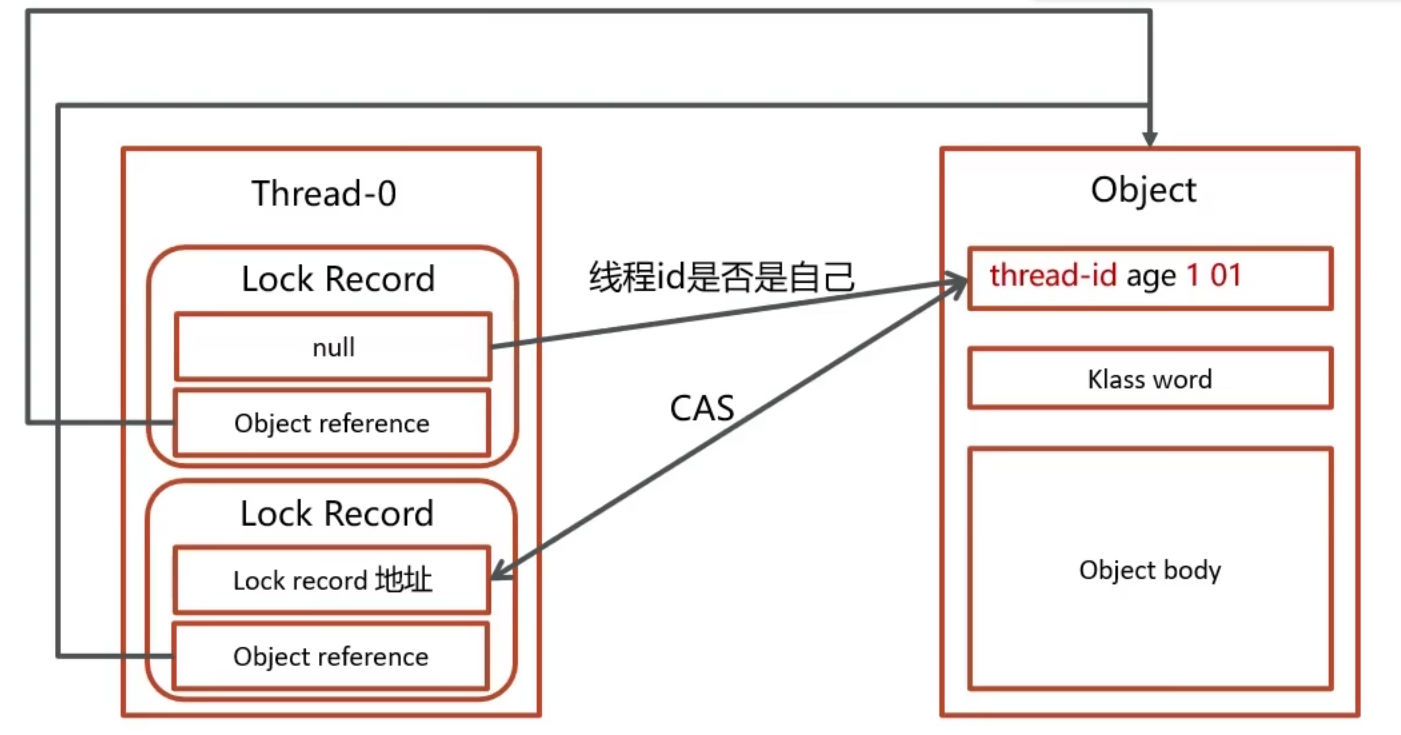 Thread-0
Lock Record
null
Object reference
Lock Record
Lock record 地址
Object reference
线程id是否是自己
CAS
Object
thread-id age 1 01
Klass word
Object body